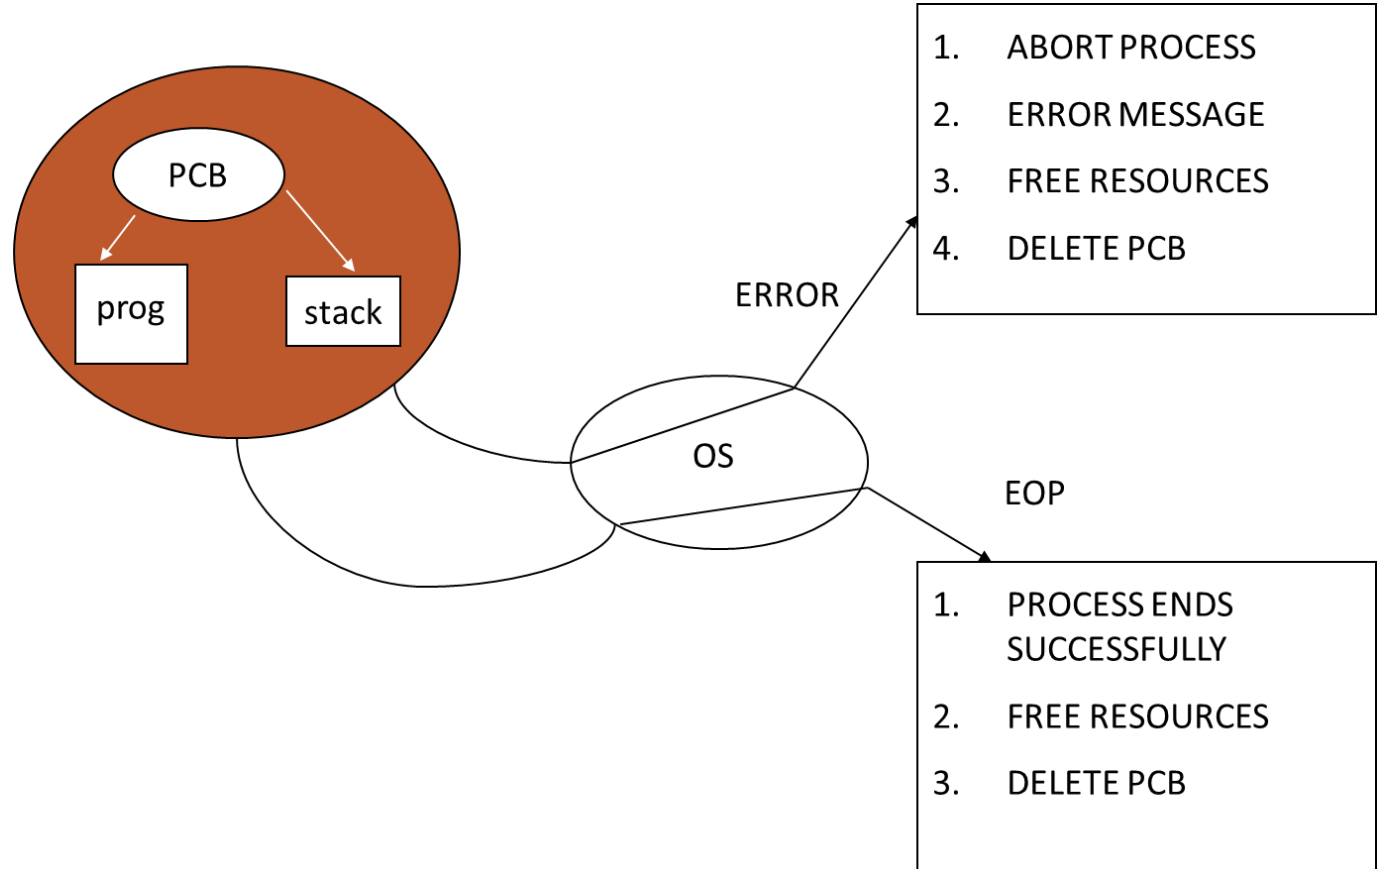 PCB
prog
stack
OS
ERROR
1. ABORT PROCESS
2. ERROR MESSAGE
3. FREE RESOURCES
4. DELETE PCB
EOP
1. PROCESS ENDS
SUCCESSFULLY
2. FREE RESOURCES
3. DELETE PCB